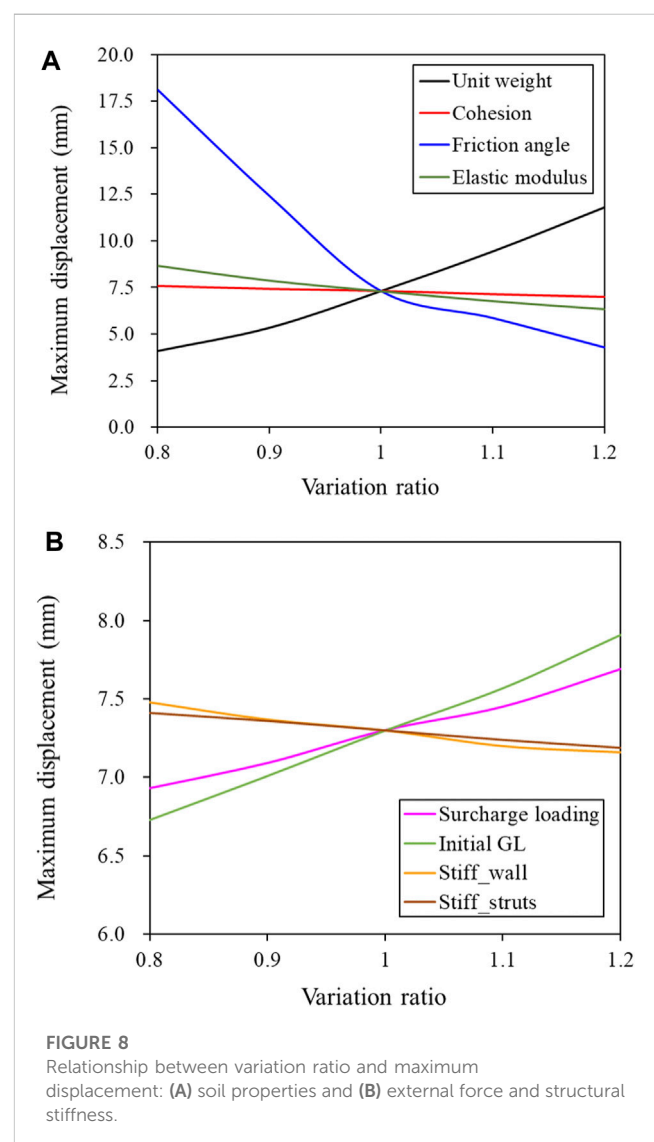 A
20.0
17.5
15.0
12.5
10.0
7.5
5.0
2.5
0.0
Maximum displacement (mm)
Unit weight
Cohesion
Friction angle
Elastic modulus
0.8 0.9 1 1.1 1.2
Variation ratio
B
8.5
8.0
7.5
7.0
6.5
6.0
Maximum displacement (mm)
Surcharge loading
Initial GL
Stiff_wall
Stiff_struts
0.8 0.9 1 1.1 1.2
Variation ratio
FIGURE 8
Relationship between variation ratio and maximum
displacement: (A) soil properties and (B) external force and structural
stiffness.